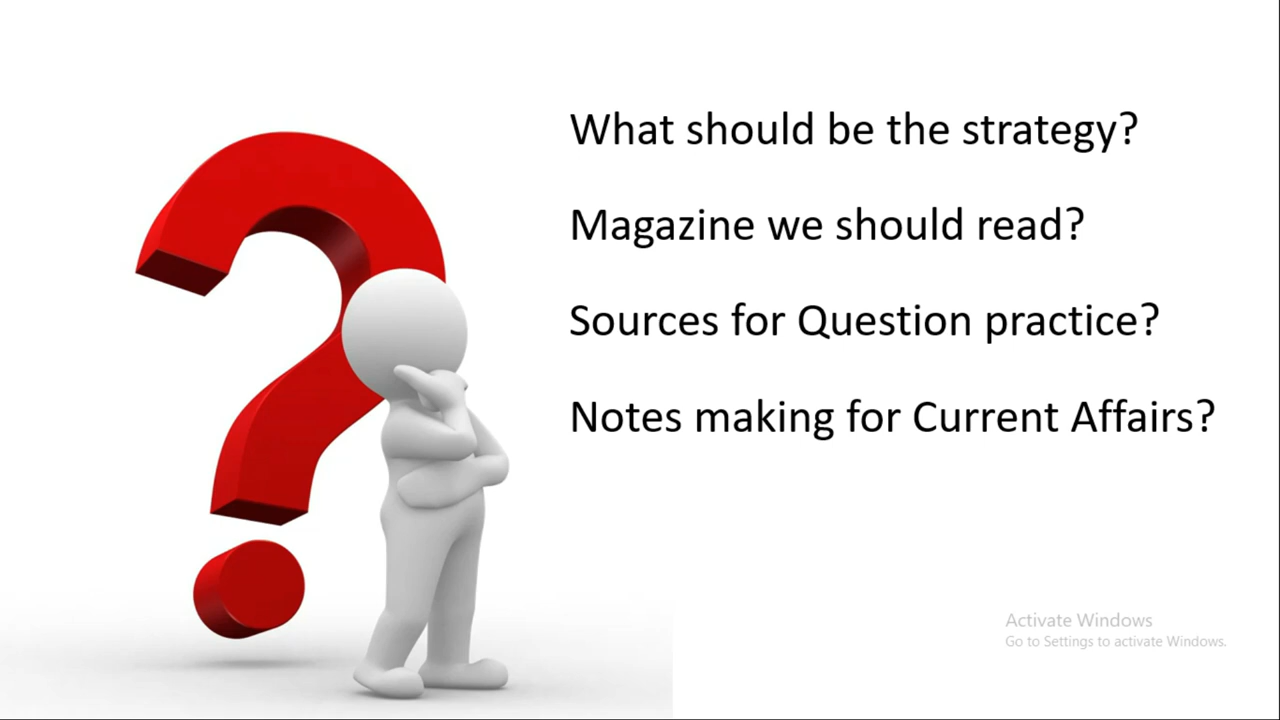 What should be the strategy?
Magazine we should read?
Sources for Question practice?
Notes making for Current Affairs?
Activate Windows
Go to Settings to activate Windows.